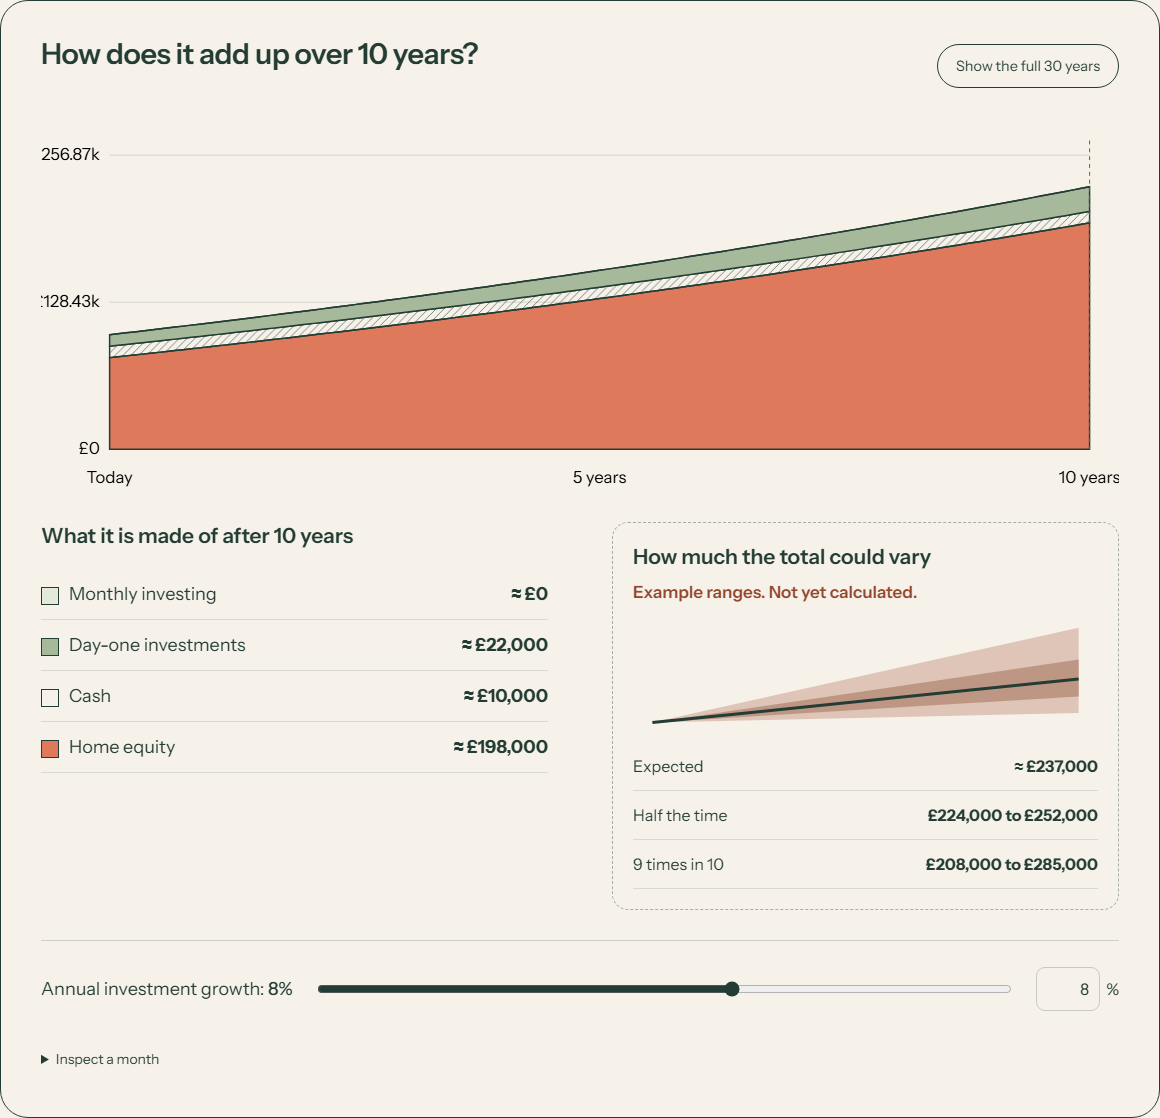 How does it add up over 10 years?
Show the full 30 years
256.87k
128.43k
£0
Today
5 years
10 years
What it is made of after 10 years
Monthly investing ≈£0
Day-one investments ≈£22,000
Cash ≈£10,000
Home equity ≈£198,000
How much the total could vary
Example ranges. Not yet calculated.
Expected ≈£237,000
Half the time £224,000 to £252,000
9 times in 10 £208,000 to £285,000
Annual investment growth: 8%
8 %
Inspect a month